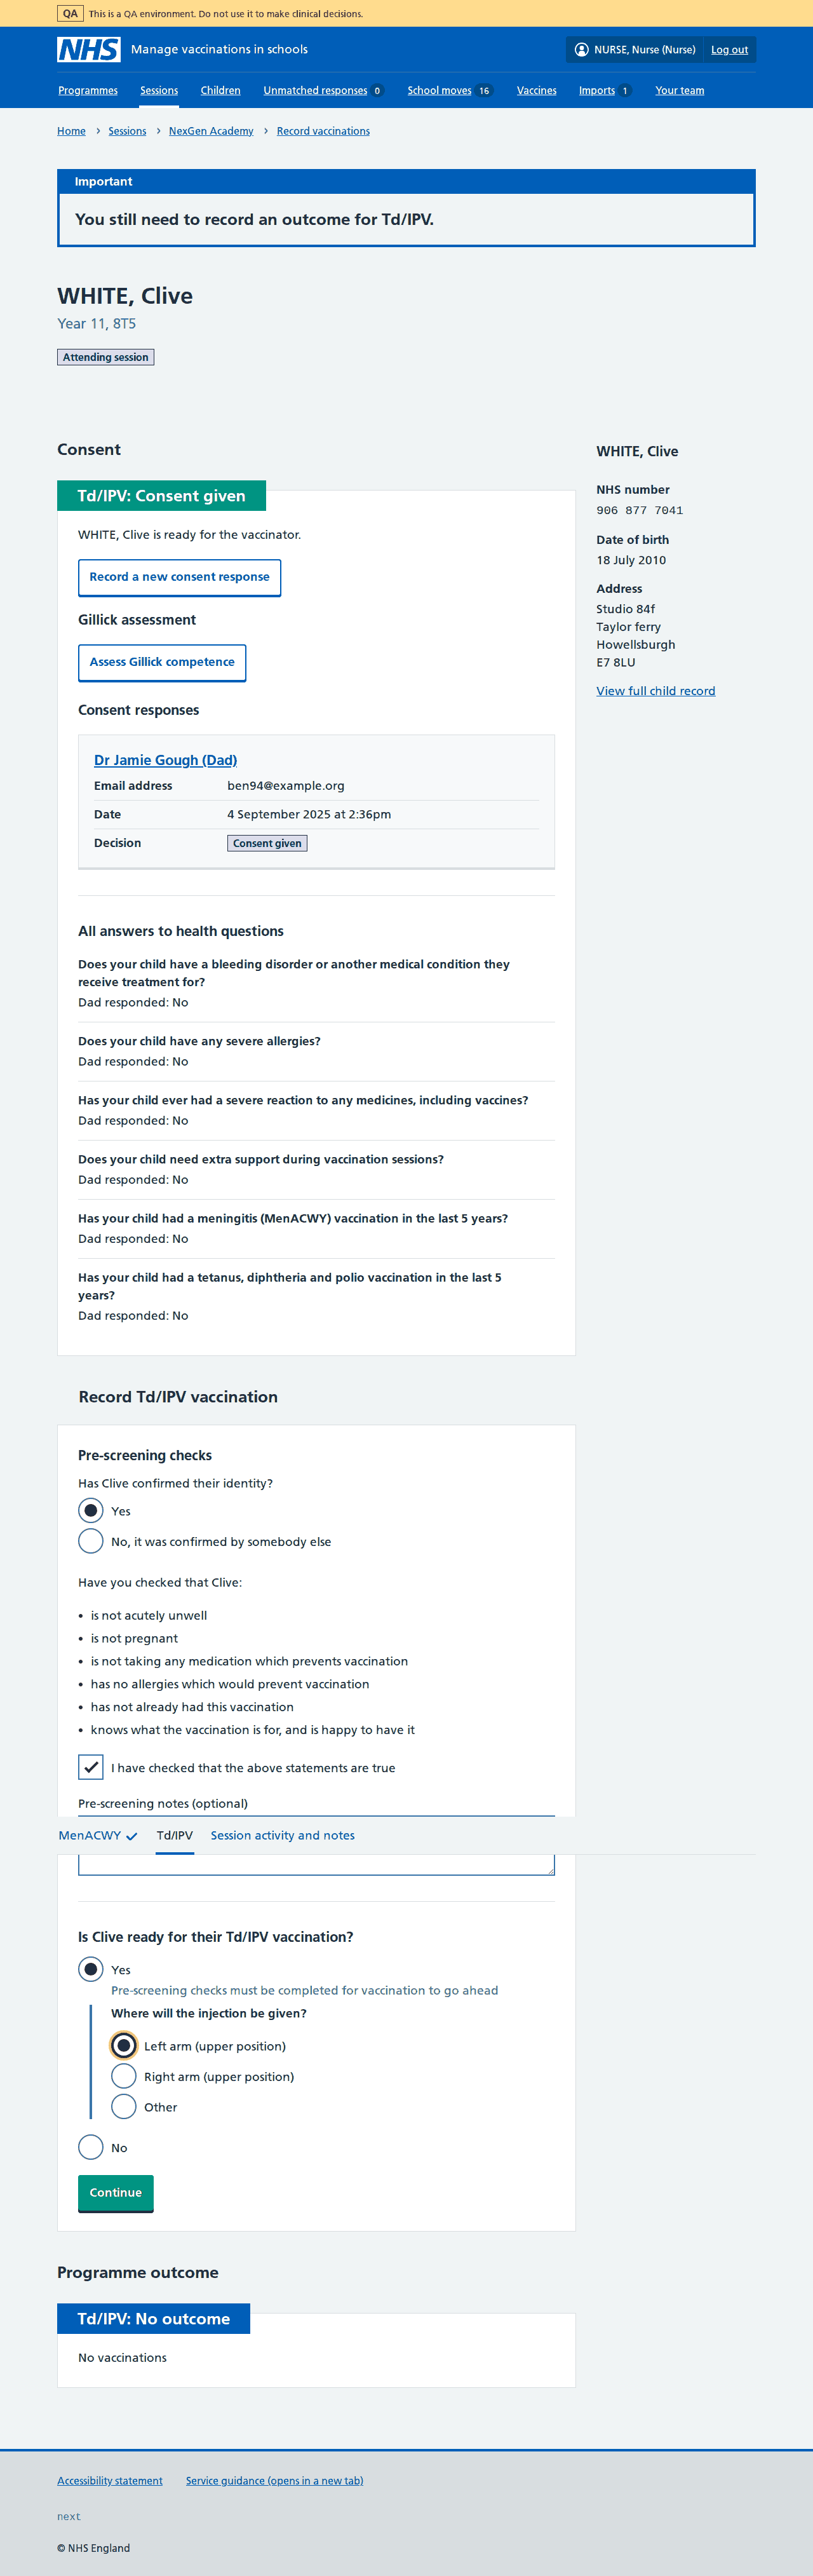 QA This is a QA environment. Do not use it to make clinical decisions.
NHS Manage vaccinations in schools NURSE, Nurse (Nurse) Log out
Programmes Sessions Children Unmatched responses 0 School moves 16 Vaccines Imports 1 Your team
Home Sessions NexGen Academy Record vaccinations
Important
You still need to record an outcome for Td/IPV.
WHITE, Clive
Year 11, 8T5
Attending session
Consent
Td/IPV: Consent given
WHITE, Clive is ready for the vaccinator.
Record a new consent response
Gillick assessment
Assess Gillick competence
Consent responses
Dr Jamie Gough (Dad)
Email address ben94@example.org
Date 4 September 2025 at 2:36pm
Decision Consent given
All answers to health questions
Does your child have a bleeding disorder or another medical condition they
receive treatment for?
Dad responded: No
Does your child have any severe allergies?
Dad responded: No
Has your child ever had a severe reaction to any medicines, including vaccines?
Dad responded: No
Does your child need extra support during vaccination sessions?
Dad responded: No
Has your child had a meningitis (MenACWY) vaccination in the last 5 years?
Dad responded: No
Has your child had a tetanus, diphtheria and polio vaccination in the last 5
years?
Dad responded: No
WHITE, Clive
NHS number
906 877 7041
Date of birth
18 July 2010
Address
Studio 84f
Taylor ferry
Howellsburgh
E7 8LU
View full child record
Record Td/IPV vaccination
Pre-screening checks
Has Clive confirmed their identity?
Yes
No, it was confirmed by somebody else
Have you checked that Clive:
is not acutely unwell
is not pregnant
is not taking any medication which prevents vaccination
has no allergies which would prevent vaccination
has not already had this vaccination
knows what the vaccination is for, and is happy to have it
I have checked that the above statements are true
Pre-screening notes (optional)
MenACWY Td/IPV Session activity and notes
Is Clive ready for their Td/IPV vaccination?
Yes
Pre-screening checks must be completed for vaccination to go ahead
Where will the injection be given?
Left arm (upper position)
Right arm (upper position)
Other
No
Continue
Programme outcome
Td/IPV: No outcome
No vaccinations
Accessibility statement Service guidance (opens in a new tab)
next
© NHS England